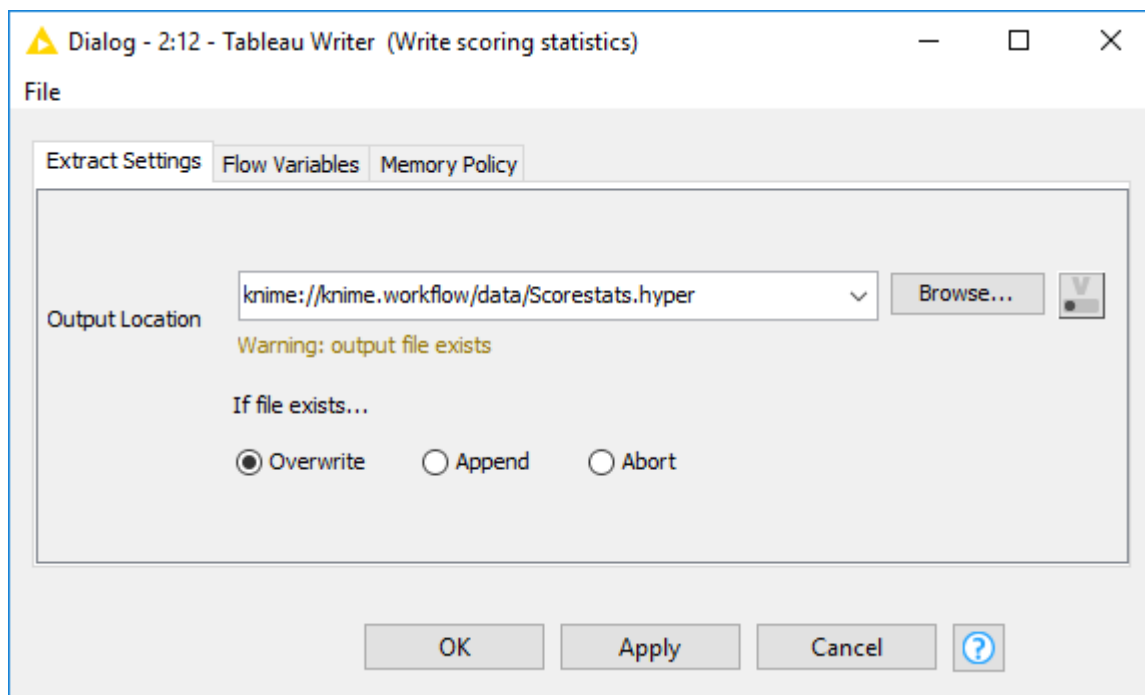 Dialog - 2:12 - Tableau Writer (Write scoring statistics)
File
Extract Settings Flow Variables Memory Policy
knime://knime.workflow/data/Scorestats.hyper Browse... V
Output Location
Warning: output file exists
If file exists...
Overwrite Append Abort
OK Apply Cancel ?